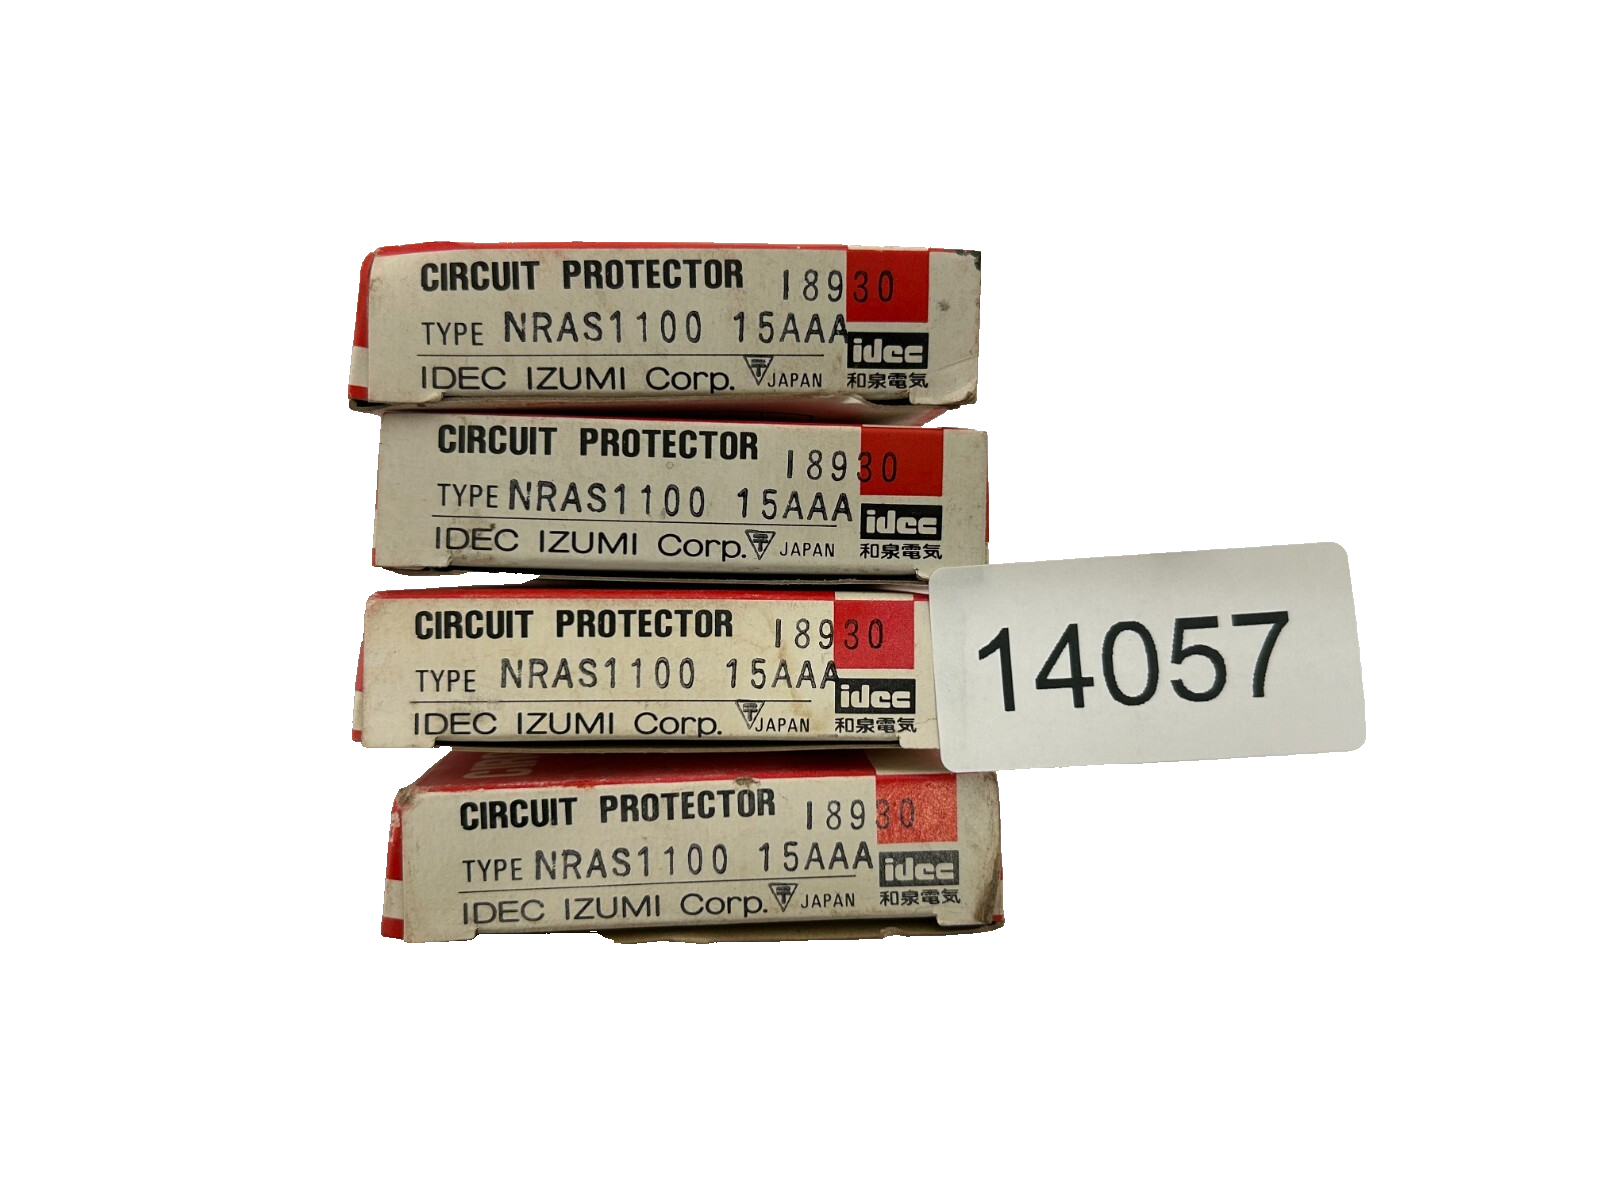 CIRCUIT PROTECTOR 18930
TYPE NRAS1100 15AAA
idec
IDEC IZUMI Corp. JAPAN 和泉電気
CIRCUIT PROTECTOR 18930
TYPE NRAS1100 15AAA
idec
IDEC IZUMI Corp. JAPAN 和泉電気
CIRCUIT PROTECTOR 18930
TYPE NRAS1100 15AAA
idec
IDEC IZUMI Corp. JAPAN 和泉電気
14057
CIRCUIT PROTECTOR 18930
TYPE NRAS1100 15AAA
idec
IDEC IZUMI Corp. JAPAN 和泉電気